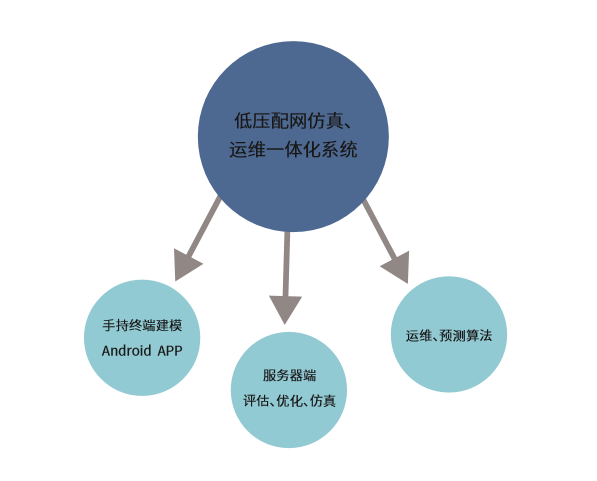 低压配网仿真、
运维一体化系统
手持终端建模
Android APP
服务器端
评估、优化、仿真
运维、预测算法